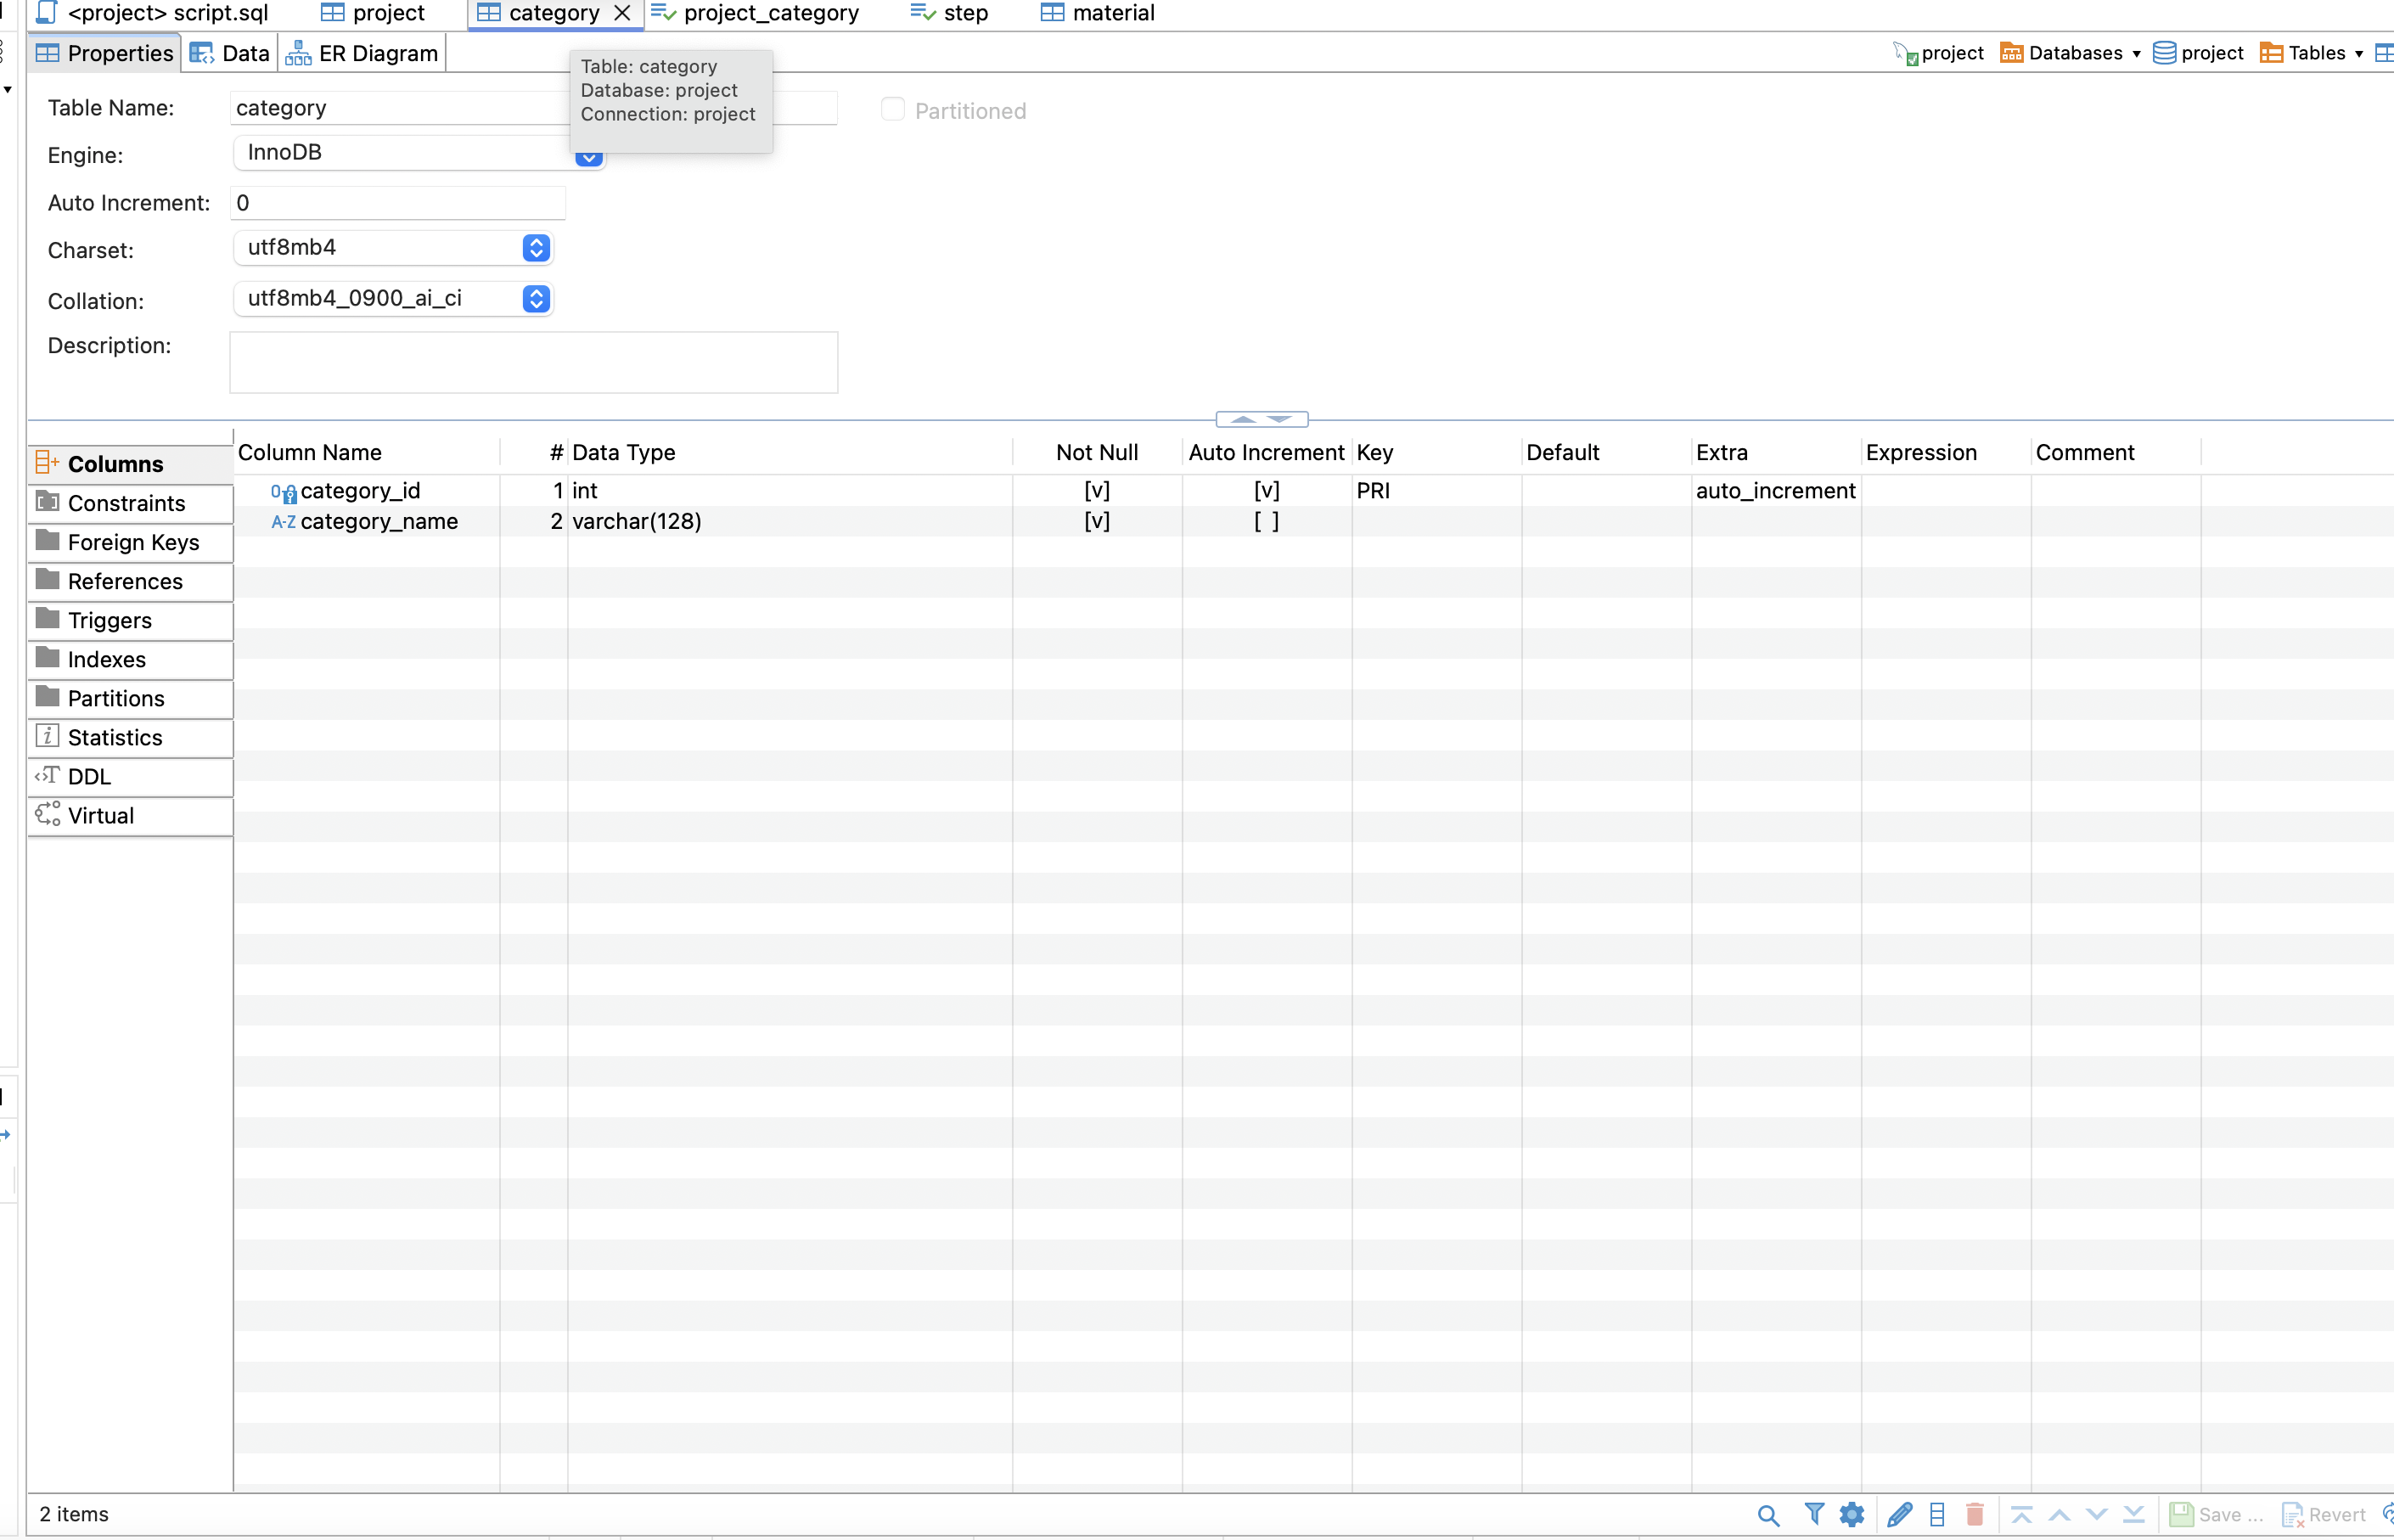 <project> script.sql project category project_category step material
Properties Data ER Diagram project Databases project Tables
Table: category
Database: project
Connection: project
Table Name: category Partitioned
Engine: InnoDB
Auto Increment: 0
Charset: utf8mb4
Collation: utf8mb4_0900_ai_ci
Description:
Column Name # Data Type Not Null Auto Increment Key Default Extra Expression Comment
category_id 1 int [v] [v] PRI auto_increment
A-Z category_name 2 varchar(128) [v] [ ]
Columns
Constraints
Foreign Keys
References
Triggers
Indexes
Partitions
Statistics
DDL
Virtual
2 items Save ... Revert